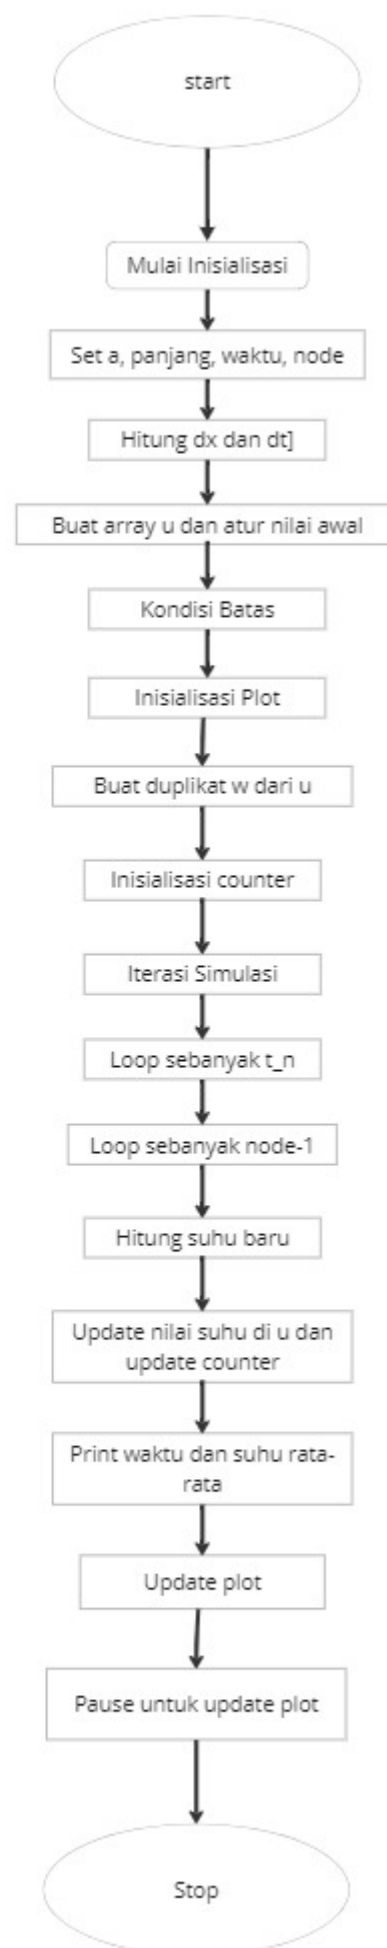 start
Mulai Inisialisasi
Set a, panjang, waktu, node
Hitung dx dan dt]
Buat array u dan atur nilai awal
Kondisi Batas
Inisialisasi Plot
Buat duplikat w dari u
Inisialisasi counter
Iterasi Simulasi
Loop sebanyak t_n
Loop sebanyak node-1
Hitung suhu baru
Update nilai suhu di u dan
update counter
Print waktu dan suhu rata-
rata
Update plot
Pause untuk update plot
Stop